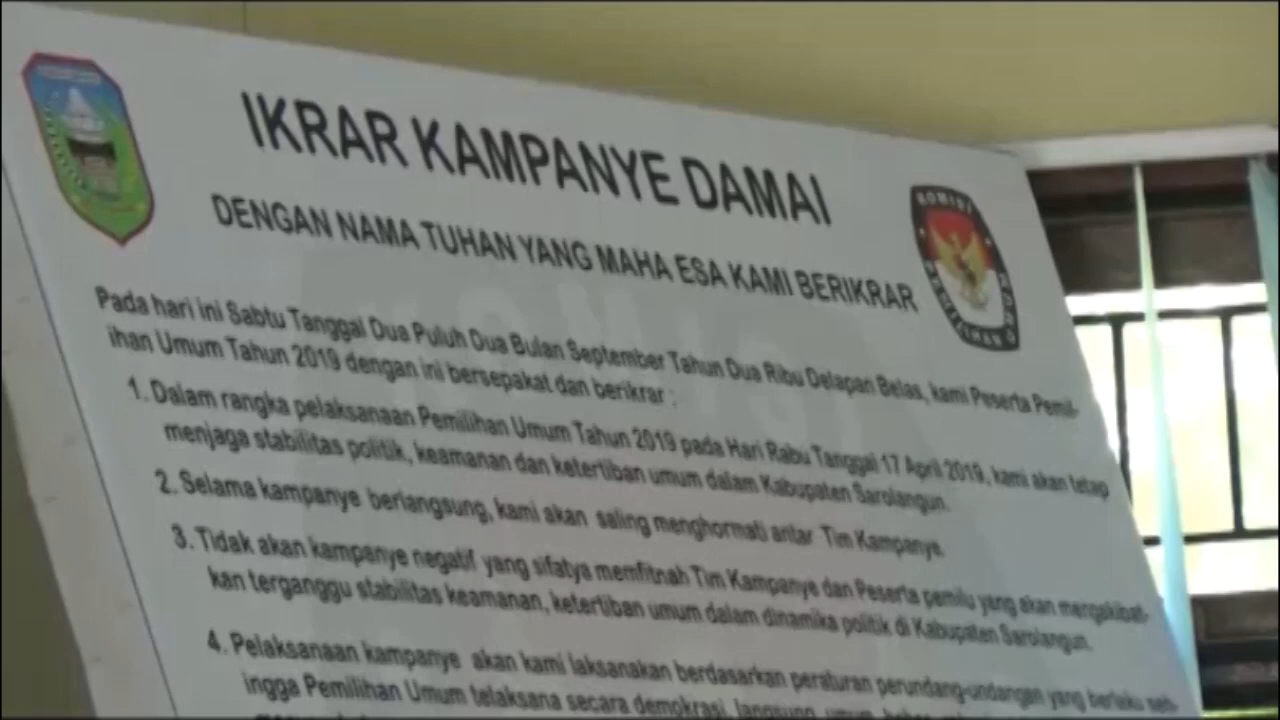 IKRAR KAMPANYE DAMAI
DENGAN NAMA TUHAN YANG MAHA ESA KAMI BERIKRAR
KOMISI
Pada hari ini Sabtu Tanggal Dua Puluh Dua Bulan September Tahun Dua Ribu Delapan Belas, kami Peserta Pemil-
ihan Umum Tahun 2019 dengan ini bersepakat dan berikrar :
1. Dalam rangka pelaksanaan Pemilihan Umum Tahun 2019 pada Hari Rabu Tanggal 17 April 2019, kami akan tetap
menjaga stabilitas politik, keamanan dan ketertiban umum dalam Kabupaten Sarolangun.
2. Selama kampanye berlangsung, kami akan saling menghormati antar Tim Kampanye.
3. Tidak akan kampanye negatif yang sifatya memfitnah Tim Kampanye dan Peserta pemilu yang akan mengakibat-
kan terganggu stabilitas keamanan, ketertiban umum dalam dinamika politik di Kabupaten Sarolangun.
4. Pelaksanaan kampanye akan kami laksanakan berdasarkan peraturan perundang-undangan yang berlaku seh-
ingga Pemilihan Umum telaksana secara demokrasi, langsung, umum,